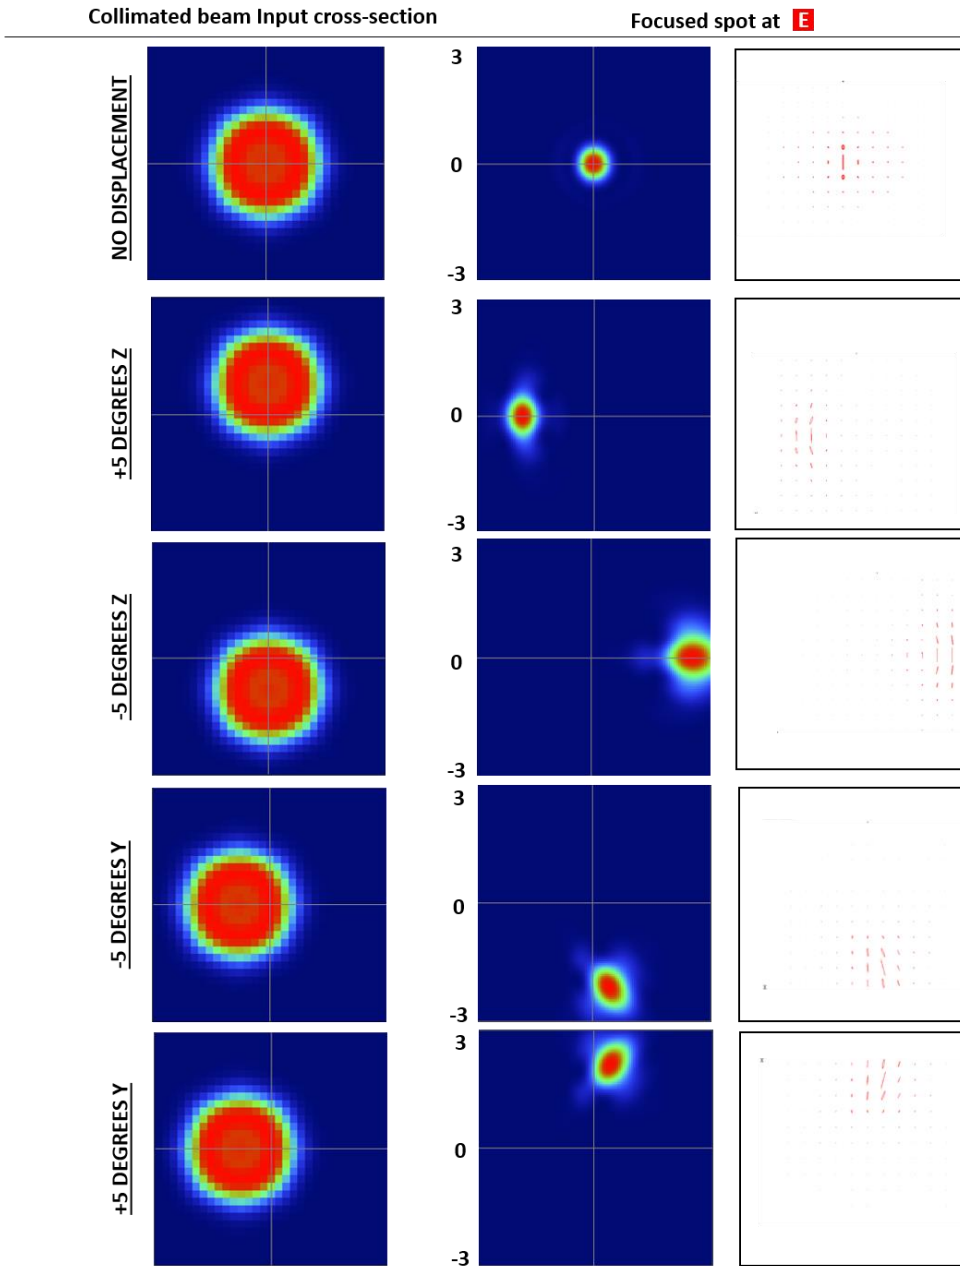 Collimated beam Input cross-section
Focused spot at E
NO DISPLACEMENT
3
0
-3
+5 DEGREES Z
3
0
-3
-5 DEGREES Z
3
0
-3
-5 DEGREES Y
3
0
-3
+5 DEGREES Y
3
0
-3